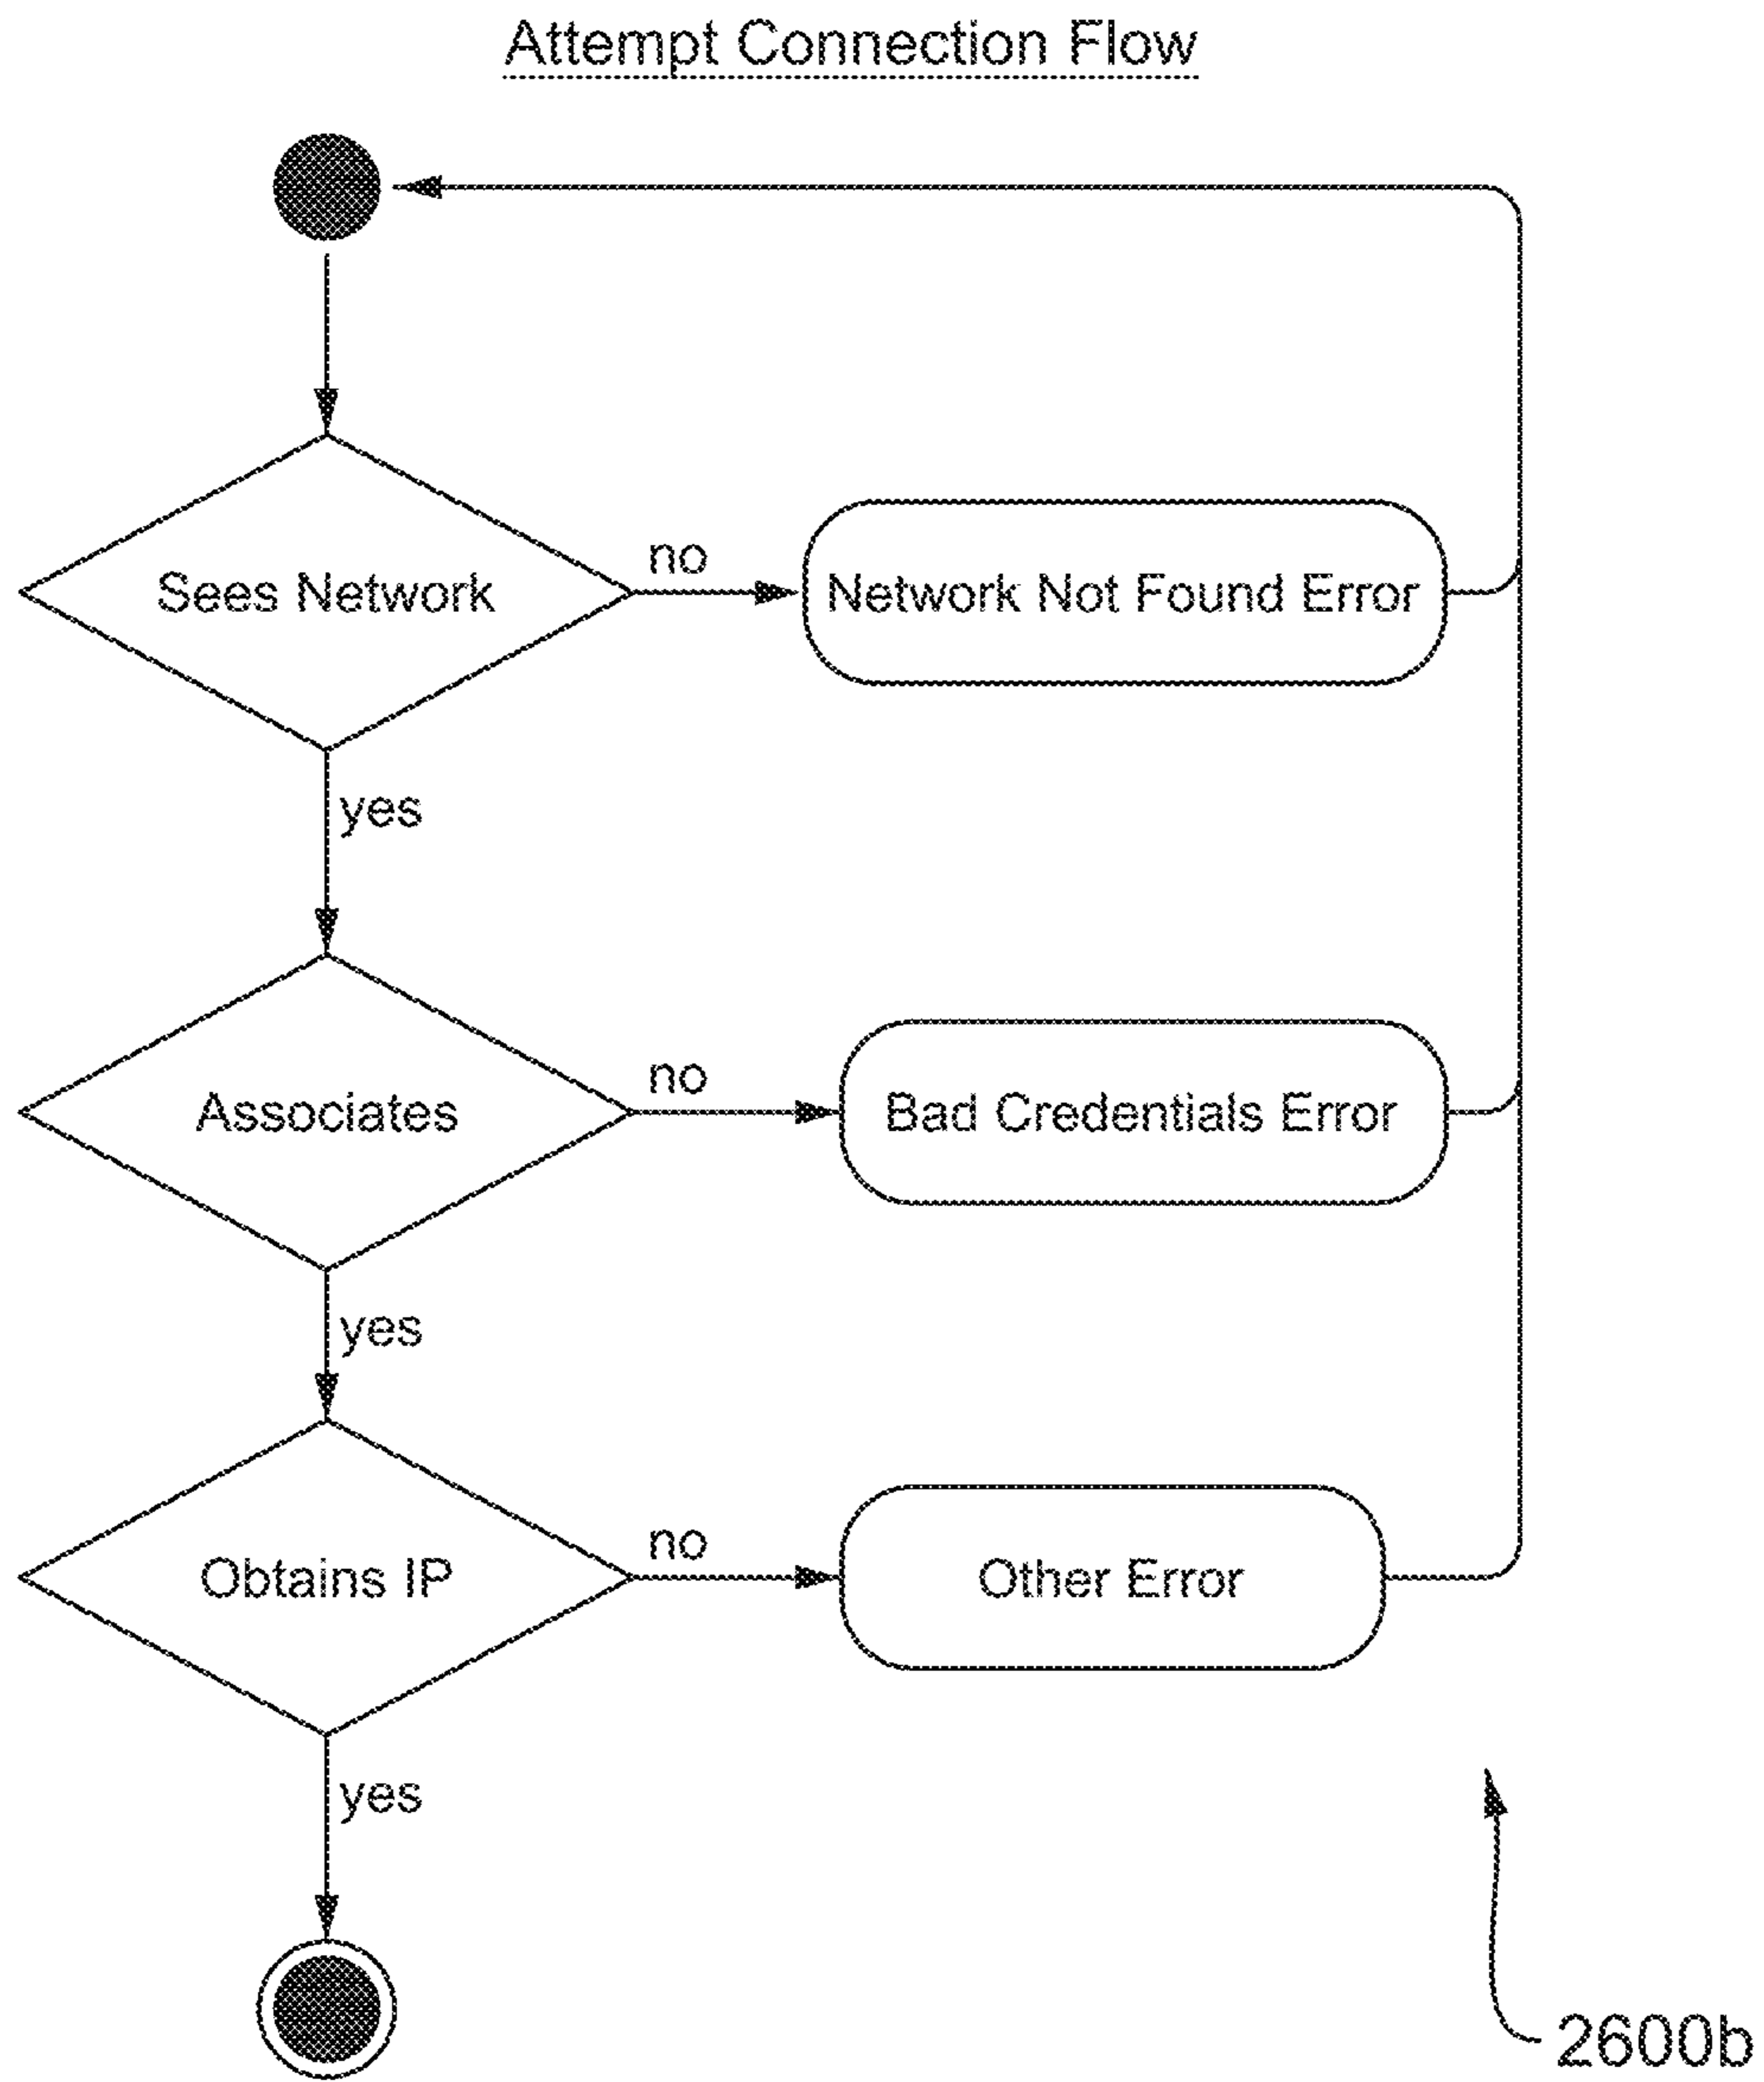 Attempt Connection Flow
Sees Network
no
Network Not Found Error
yes
Associates
no
Bad Credentials Error
yes
Obtains IP
no
Other Error
yes
2600b